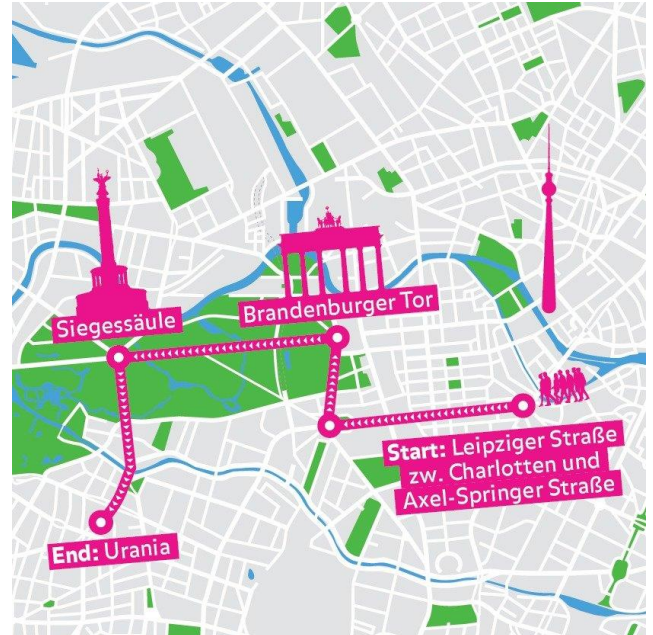 Siegessäule
Brandenburger Tor
Start: Leipziger Straße
zw. Charlotten und
Axel-Springer Straße
End: Urania